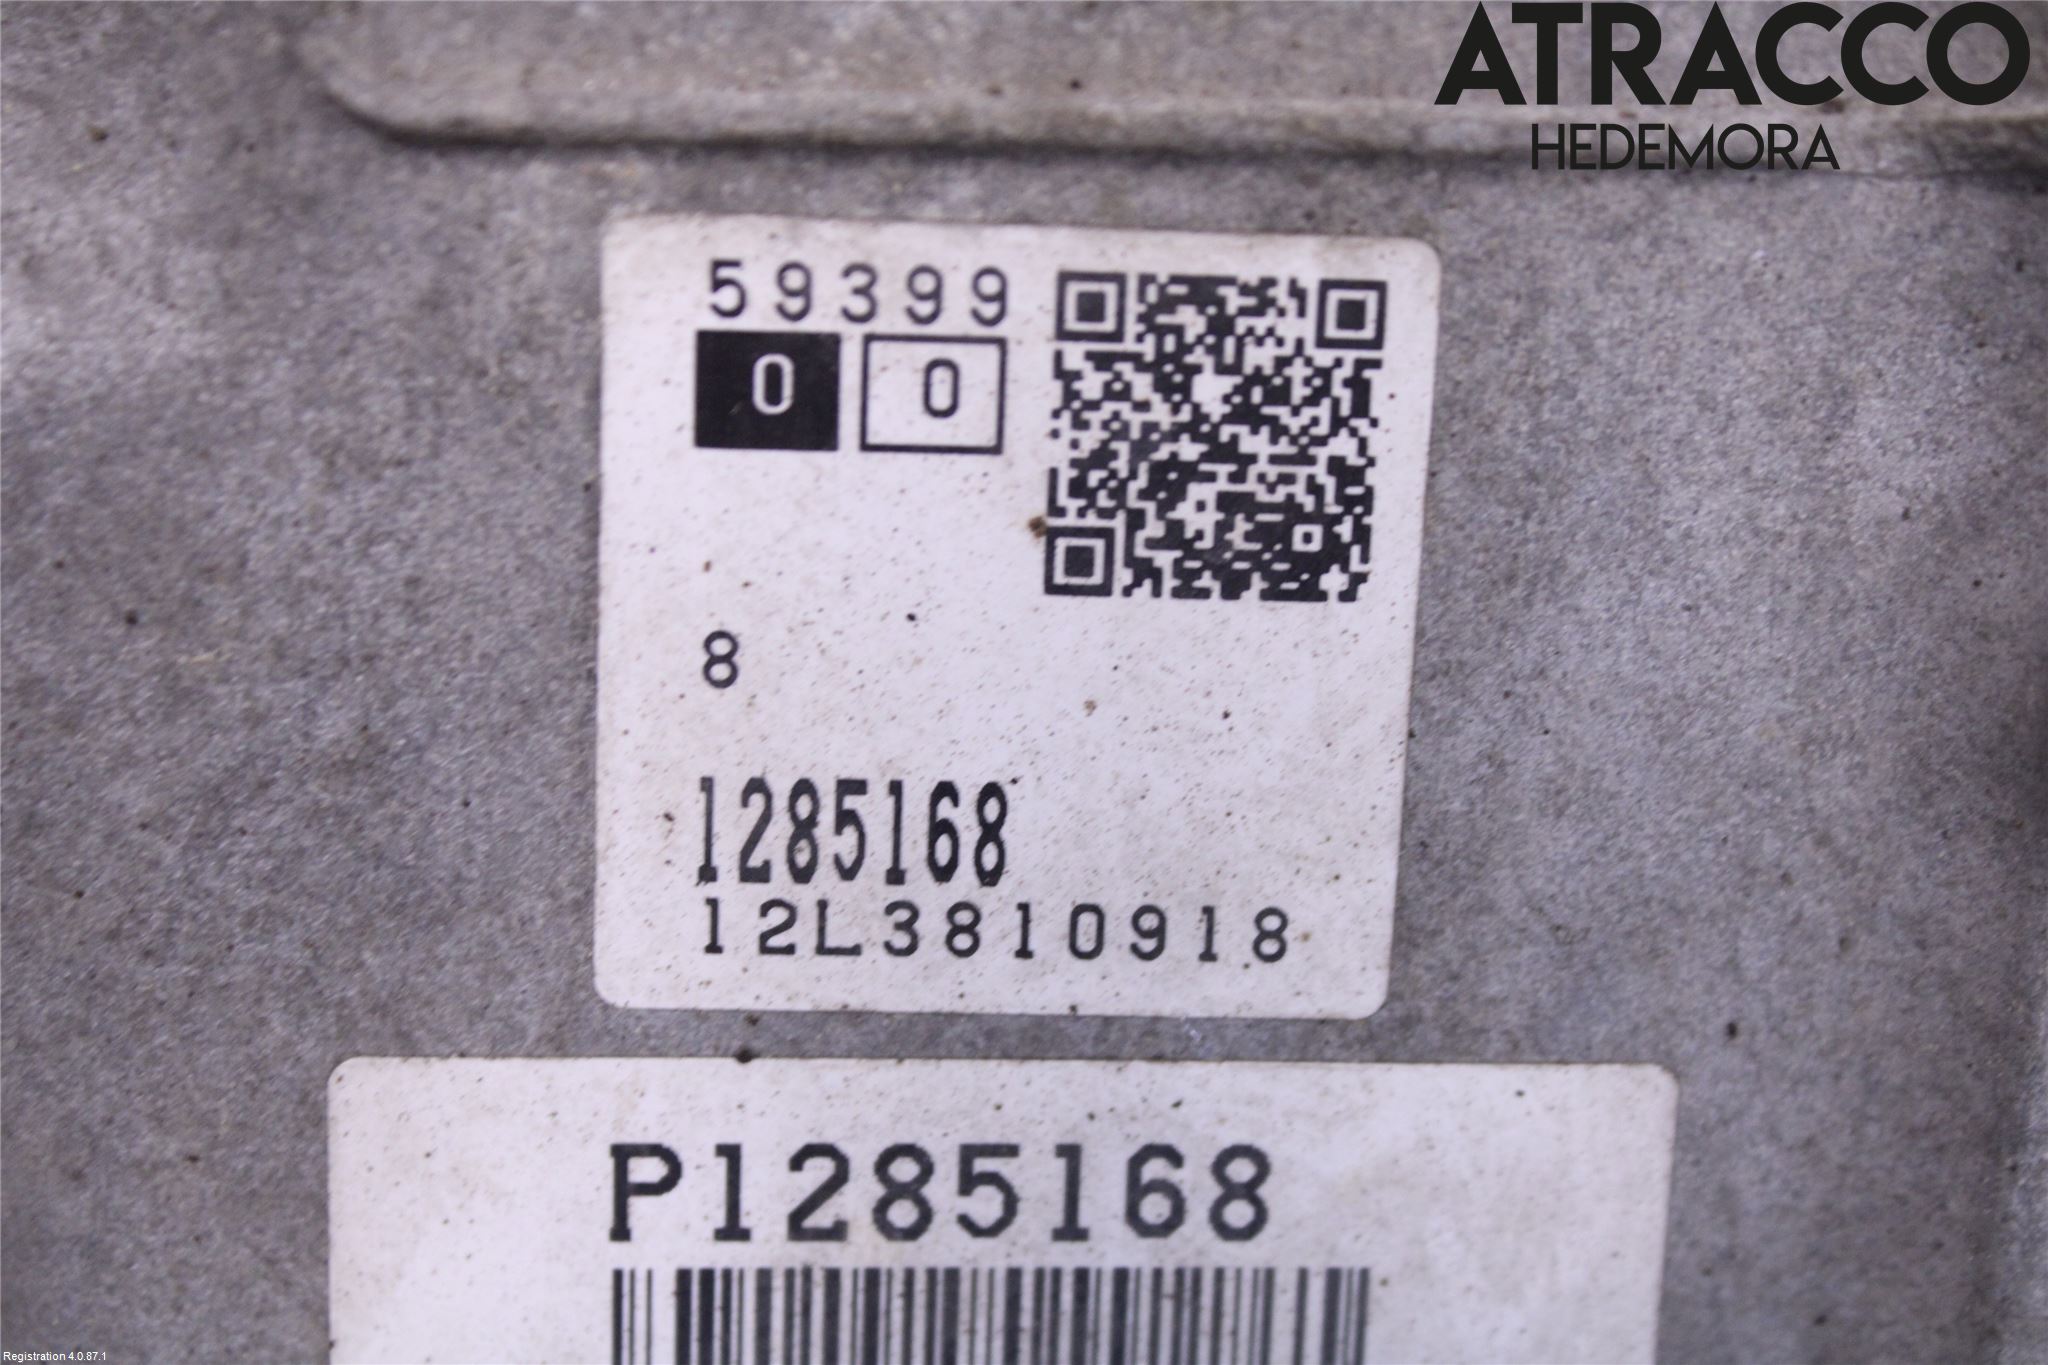 ATRACCO
HEDEMORA
59399
0 0
8
1285168
12L3810918
P1285168
Registration 4.0.87.1